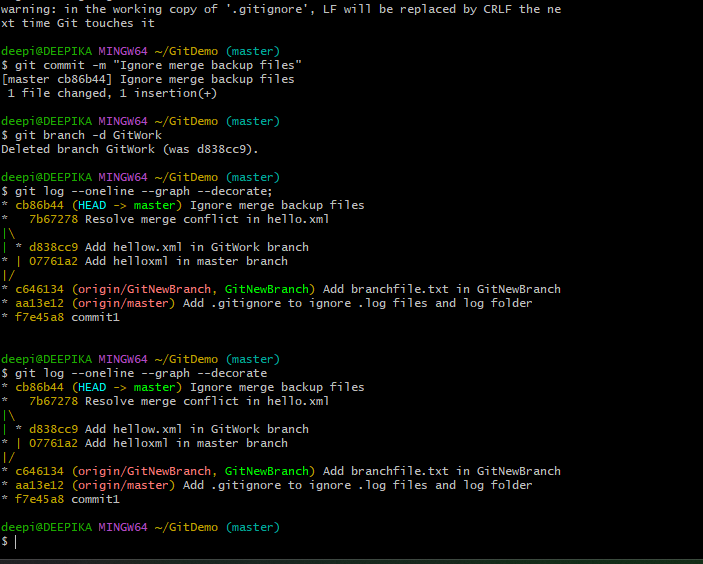 warning: in the working copy of '.gitignore', LF will be replaced by CRLF the ne
xt time Git touches it
deepi@DEEPIKA MINGW64 ~/GitDemo (master)
$ git commit -m "Ignore merge backup files"
[master cb86b44] Ignore merge backup files
 1 file changed, 1 insertion(+)
deepi@DEEPIKA MINGW64 ~/GitDemo (master)
$ git branch -d GitWork
Deleted branch GitWork (was d838cc9).
deepi@DEEPIKA MINGW64 ~/GitDemo (master)
$ git log --oneline --graph --decorate;
* cb86b44 (HEAD -> master) Ignore merge backup files
*   7b67278 Resolve merge conflict in hello.xml
|\
| * d838cc9 Add hellow.xml in GitWork branch
* | 07761a2 Add helloxml in master branch
|/
* c646134 (origin/GitNewBranch, GitNewBranch) Add branchfile.txt in GitNewBranch
* aa13e12 (origin/master) Add .gitignore to ignore .log files and log folder
* f7e45a8 commit1
deepi@DEEPIKA MINGW64 ~/GitDemo (master)
$ git log --oneline --graph --decorate
* cb86b44 (HEAD -> master) Ignore merge backup files
*   7b67278 Resolve merge conflict in hello.xml
|\
| * d838cc9 Add hellow.xml in GitWork branch
* | 07761a2 Add helloxml in master branch
|/
* c646134 (origin/GitNewBranch, GitNewBranch) Add branchfile.txt in GitNewBranch
* aa13e12 (origin/master) Add .gitignore to ignore .log files and log folder
* f7e45a8 commit1
deepi@DEEPIKA MINGW64 ~/GitDemo (master)
$